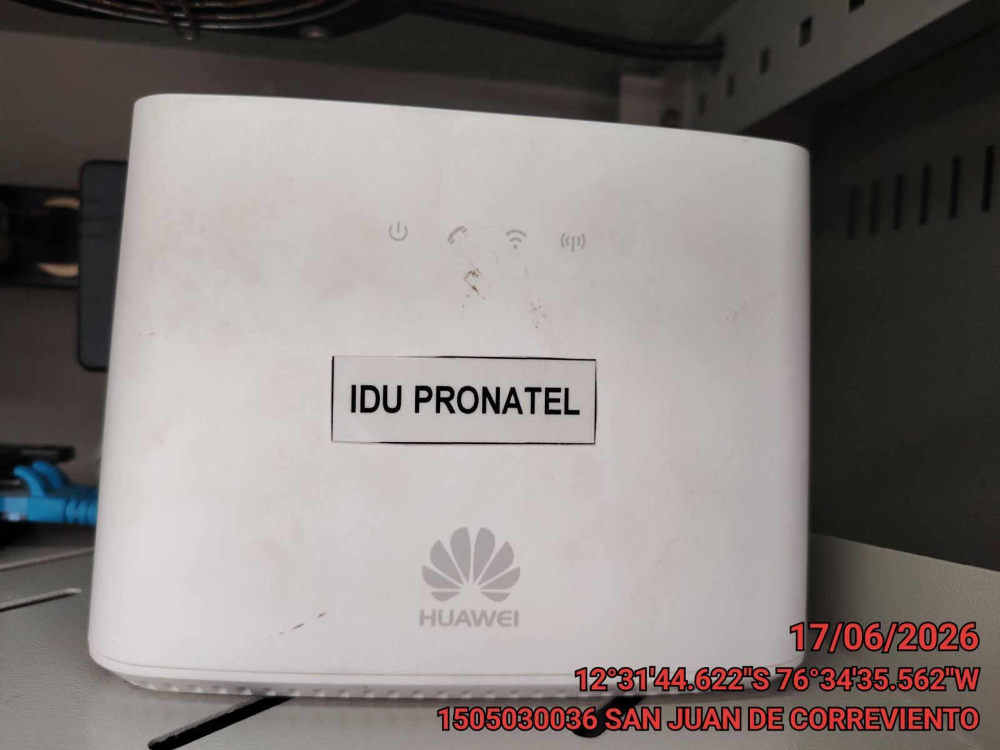 IDU PRONATEL
HUAWEI
17/06/2026
12°31'44.622"S 76°34'35.562"W
1505030036 SAN JUAN DE CORREVIENTO